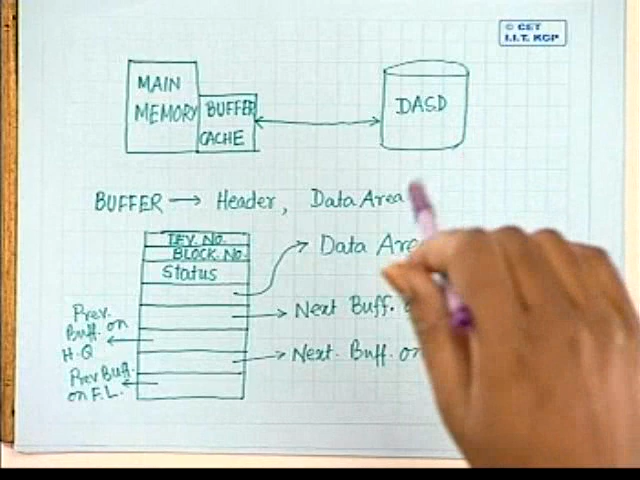 © CET
I.I.T. KGP
MAIN
MEMORY
BUFFER
CACHE
DASD
BUFFER → Header, Data Area
DEV. No.
BLOCK. No.
Status
Data
Next Buff.
Prev.
Buff. on
H.Q
Next. Buff. on
Prev Buff.
on F.L.